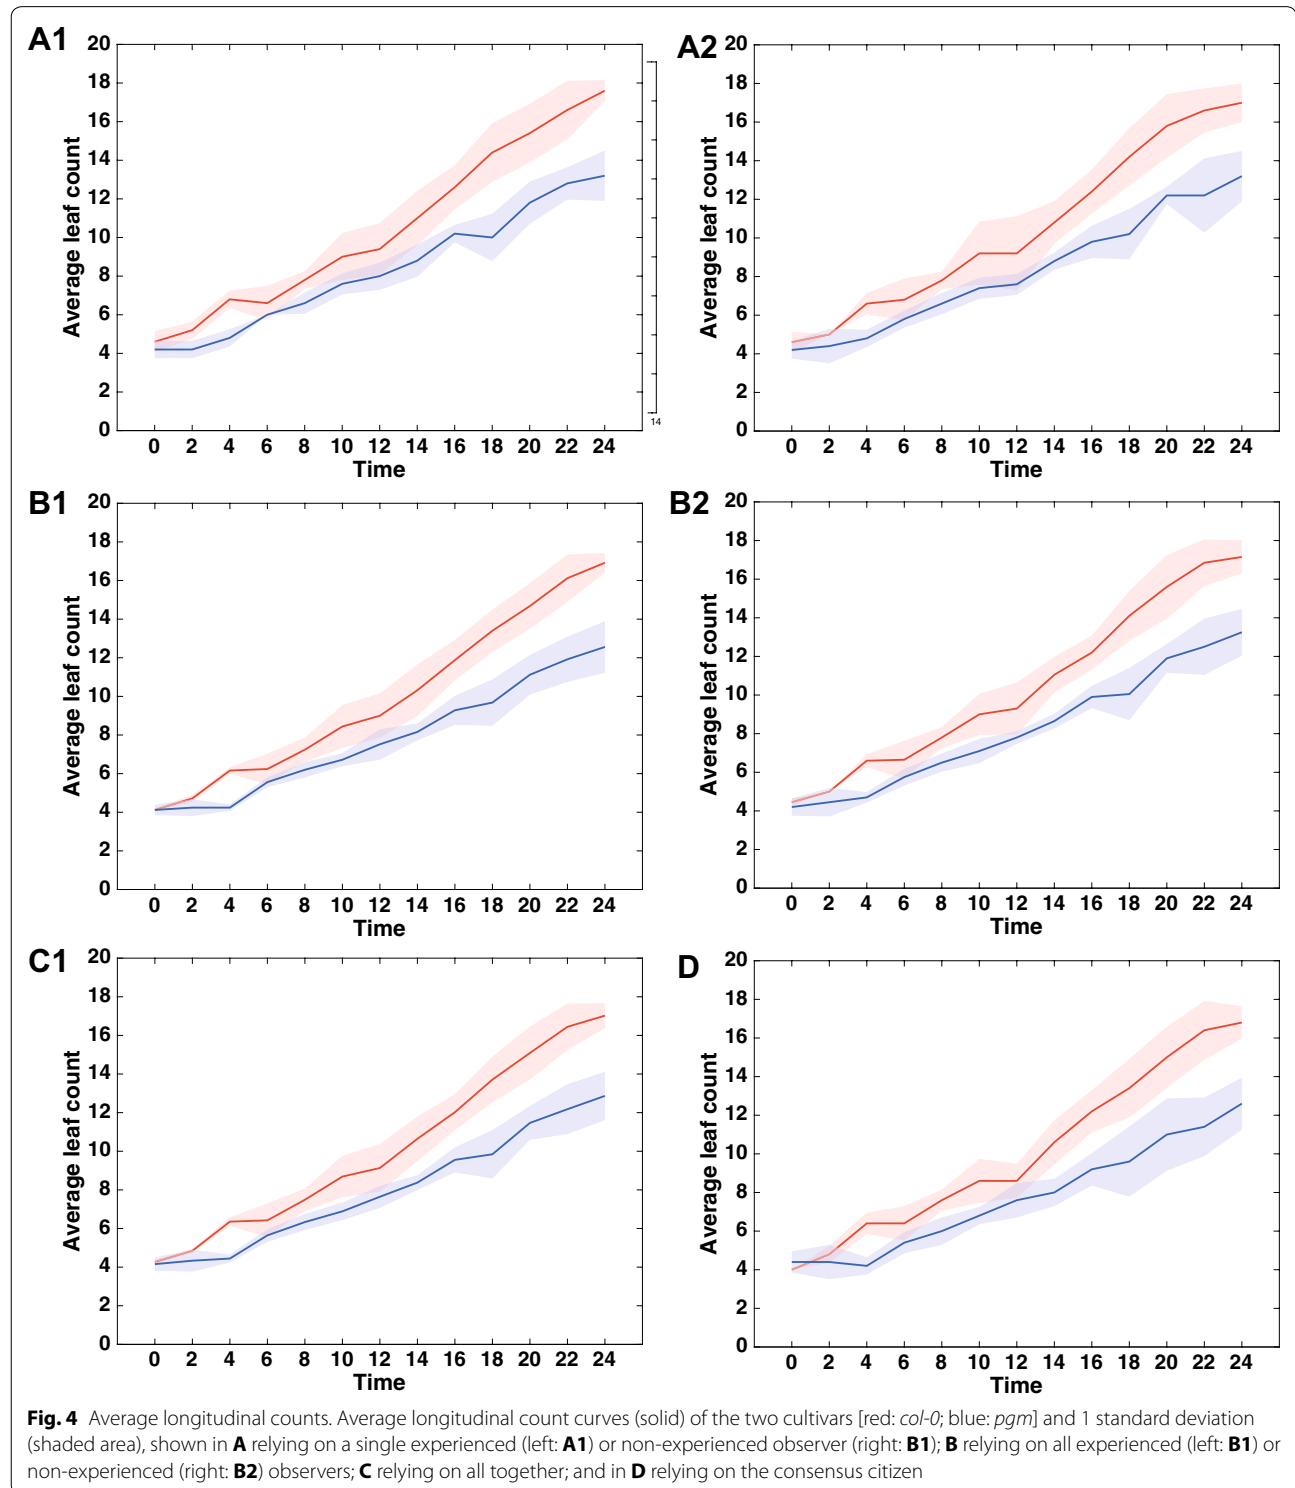 A1
20
18
16
14
12
10
8
6
4
2
0
Average leaf count
0 2 4 6 8 10 12 14 16 18 20 22 24
Time
14
A2
20
18
16
14
12
10
8
6
4
2
0
Average leaf count
0 2 4 6 8 10 12 14 16 18 20 22 24
Time
B1
20
18
16
14
12
10
8
6
4
2
0
Average leaf count
0 2 4 6 8 10 12 14 16 18 20 22 24
Time
B2
20
18
16
14
12
10
8
6
4
2
0
Average leaf count
0 2 4 6 8 10 12 14 16 18 20 22 24
Time
C1
20
18
16
14
12
10
8
6
4
2
0
Average leaf count
0 2 4 6 8 10 12 14 16 18 20 22 24
Time
D
20
18
16
14
12
10
8
6
4
2
0
Average leaf count
0 2 4 6 8 10 12 14 16 18 20 22 24
Time
Fig. 4 Average longitudinal counts. Average longitudinal count curves (solid) of the two cultivars [red: col-0; blue: pgm] and 1 standard deviation
(shaded area), shown in A relying on a single experienced (left: A1) or non-experienced observer (right: B1); B relying on all experienced (left: B1) or
non-experienced (right: B2) observers; C relying on all together; and in D relying on the consensus citizen